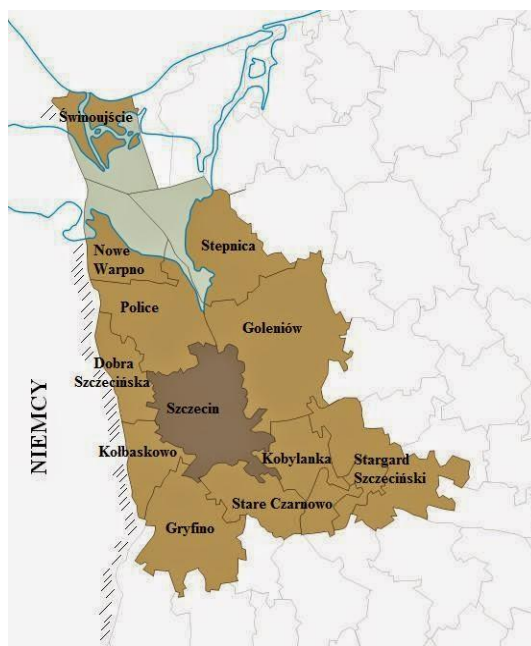 Świnoujście
Nowe
Warpno
Stepnica
Police
Goleniów
Dobra
Szczecińska
Szczecin
NIEMCY
Kołbaskowo
Kobylanka
Stargard
Szczeciński
Stare Czarnowo
Gryfino